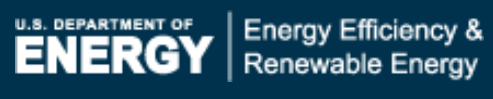 U.S. DEPARTMENT OF
ENERGY
Energy Efficiency &
Renewable Energy